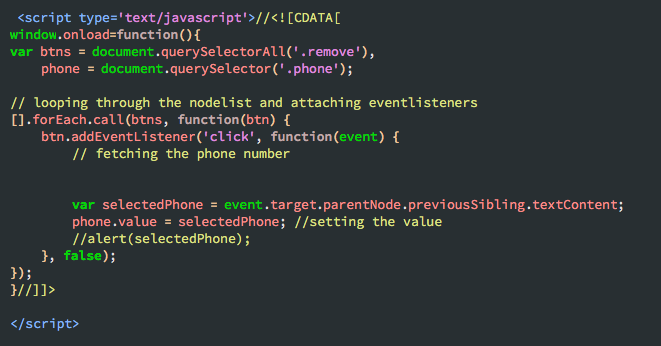 <script type='text/javascript'>//<![CDATA[
window.onload=function(){
var btns = document.querySelectorAll('.remove'),
    phone = document.querySelector('.phone');
// looping through the nodelist and attaching eventlisteners
[].forEach.call(btns, function(btn) {
    btn.addEventListener('click', function(event) {
        // fetching the phone number
        var selectedPhone = event.target.parentNode.previousSibling.textContent;
        phone.value = selectedPhone; //setting the value
        //alert(selectedPhone);
    }, false);
});
}//]]>
</script>